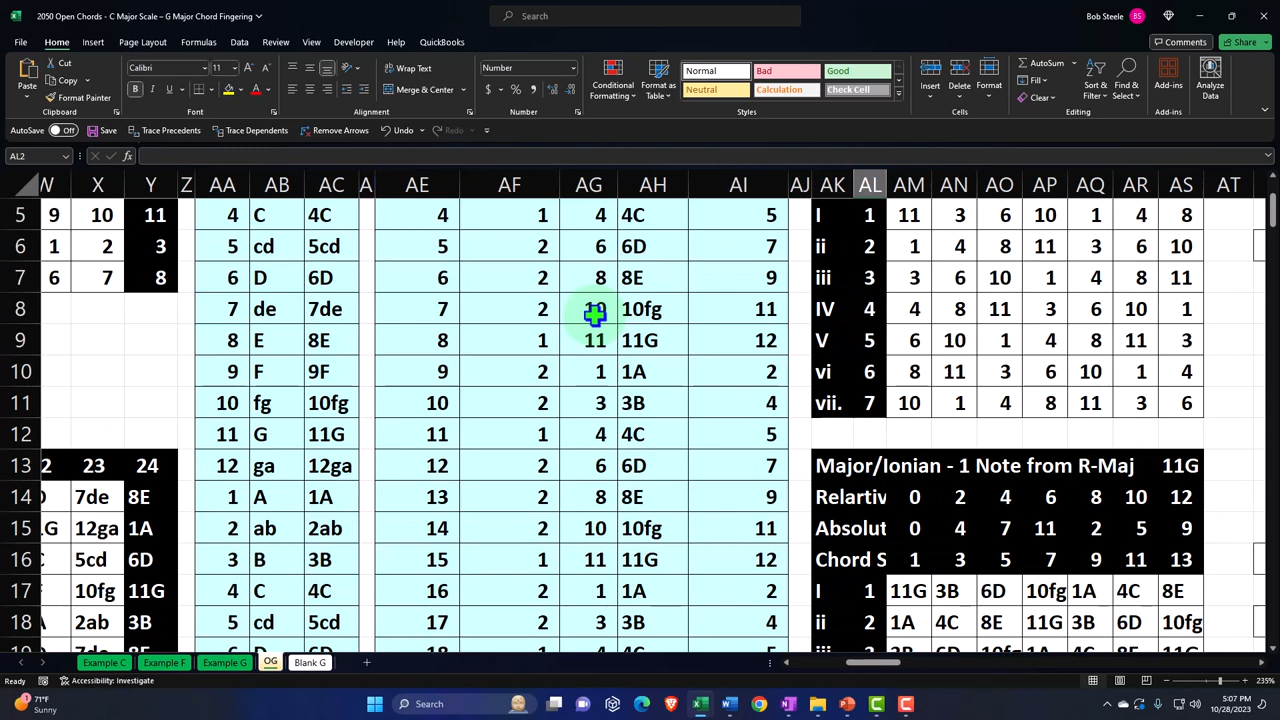 2050 Open Chords - C Major Scale – G Major Chord Fingering
Search
Bob Steele
BS
File Home Insert Page Layout Formulas Data Review View Developer Help QuickBooks
Comments Share
Paste Cut Copy Format Painter
Calibri 11
Wrap Text
Merge & Center
Number
Conditional Formatting
Format as Table
Normal Bad Good
Neutral Calculation Check Cell
Insert Delete Format
AutoSum
Fill
Clear
Sort & Filter
Find & Select
Add-ins
Analyze Data
Clipboard Font Alignment Number Styles Cells Editing Add-ins
AutoSave Off Save Trace Precedents Trace Dependents Remove Arrows Undo Redo
AL2 fx
W X Y Z AA AB AC A AE AF AG AH AI AJ AK AL AM AN AO AP AQ AR AS AT
5 9 10 11 4 C 4C 4 1 4 4C 5 I 1 11 3 6 10 1 4 8
6 1 2 3 5 cd 5cd 5 2 6 6D 7 ii 2 1 4 8 11 3 6 10
7 6 7 8 6 D 6D 6 2 8 8E 9 iii 3 3 6 10 1 4 8 11
8 7 de 7de 7 2 10 10fg 11 IV 4 4 8 11 3 6 10 1
9 8 E 8E 8 1 11 11G 12 V 5 6 10 1 4 8 11 3
10 9 F 9F 9 2 1 1A 2 vi 6 8 11 3 6 10 1 4
11 10 fg 10fg 10 2 3 3B 4 vii. 7 10 1 4 8 11 3 6
12 11 G 11G 11 1 4 4C 5
13 2 23 24 12 ga 12ga 12 2 6 6D 7 Major/Ionian - 1 Note from R-Maj 11G
14 7de 8E 1 A 1A 13 2 8 8E 9 Relartiv 0 2 4 6 8 10 12
15 1G 12ga 1A 2 ab 2ab 14 2 10 10fg 11 Absolut 0 4 7 11 2 5 9
16 5cd 6D 3 B 3B 15 1 11 11G 12 Chord S 1 3 5 7 9 11 13
17 10fg 11G 4 C 4C 16 2 1 1A 2 I 1 11G 3B 6D 10fg 1A 4C 8E
18 2ab 3B 5 cd 5cd 17 2 3 3B 4 ii 2 1A 4C 8E 11G 3B 6D 10fg
Example C Example F Example G OG Blank G
Ready Accessibility: Investigate 235%
71°F
Sunny
Search
5:07 PM
10/28/2023